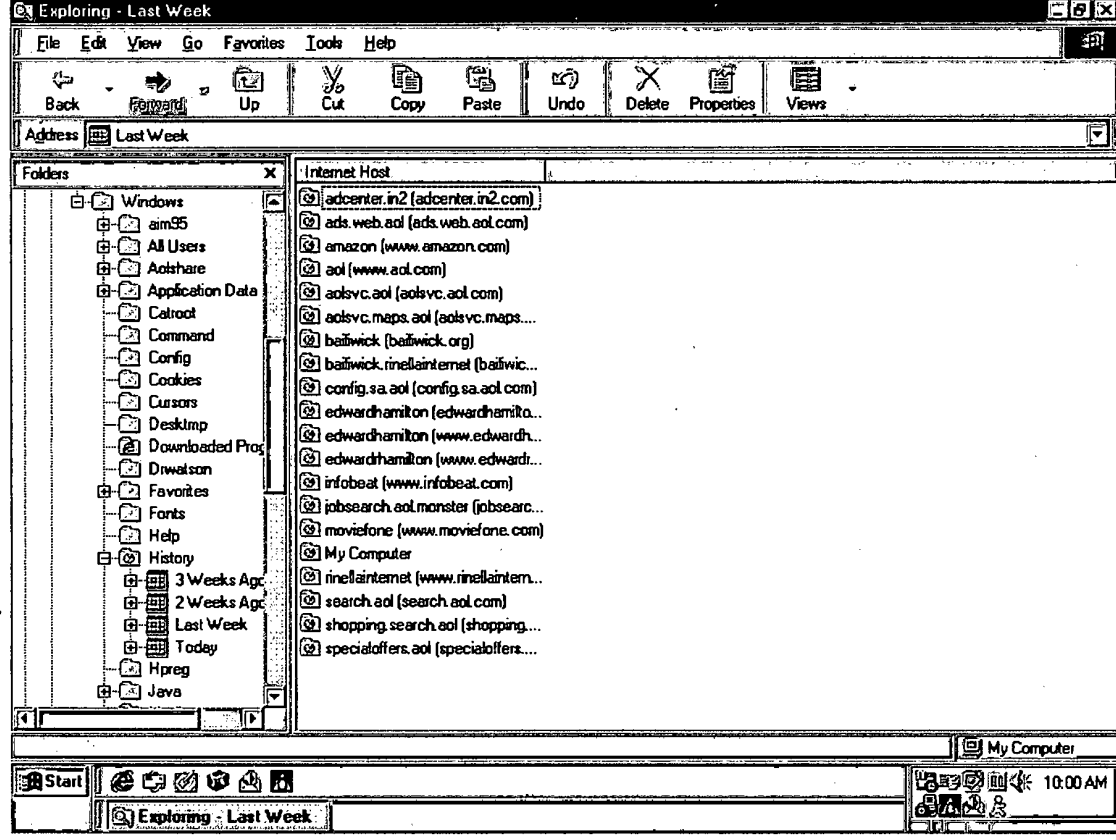 Exploring - Last Week
File Edit View Go Favorites Tools Help
Back Forward Up Cut Copy Paste Undo Delete Properties Views
Address Last Week
Folders
Windows
aim95
All Users
Aolshare
Application Data
Catroot
Command
Config
Cookies
Cursors
Desktmp
Downloaded Prog
Drwatson
Favorites
Fonts
Help
History
3 Weeks Ago
2 Weeks Ago
Last Week
Today
Hpreg
Java
Internet Host
adcenter.in2 (adcenter.in2.com)
ads.web.aol (ads.web.aol.com)
amazon (www.amazon.com)
aol (www.aol.com)
aolsvc.aol (aolsvc.aol.com)
aolsvc.maps.aol (aolsvc.maps....
bailiwick (bailiwick.org)
bailiwick.rinellainternet (bailiwic...
config.sa.aol (config.sa.aol.com)
edwardhamilton (edwardhamilto...
edwardhamilton (www.edwardh...
edwardrhamilton (www.edwardr...
infobeat (www.infobeat.com)
jobsearch.aol.monster (jobsearc...
moviefone (www.moviefone.com)
My Computer
rinellainternet (www.rinellaintern...
search.aol (search.aol.com)
shopping.search.aol (shopping....
specialoffers.aol (specialoffers....
My Computer
Start
10:00 AM
Exploring - Last Week